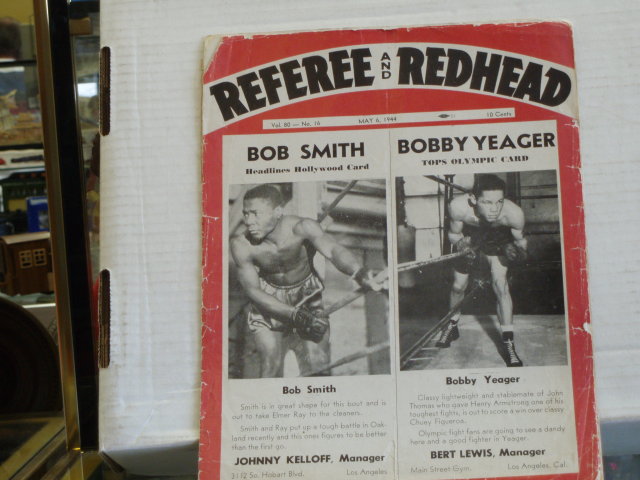 REFEREE AND REDHEAD
Vol. 80 — No. 16 MAY 6, 1944 10 Cents
BOB SMITH
Headlines Hollywood Card
Bob Smith
Smith is in great shape for this bout and is
out to take Elmer Ray to the cleaners.
Smith and Ray put up a tough battle in Oak-
land recently and this ones figures to be better
than the first go.
JOHNNY KELLOFF, Manager
3112 So. Hobart Blvd. Los Angeles
BOBBY YEAGER
TOPS OLYMPIC CARD
Bobby Yeager
Classy lightweight and stablemate of John
Thomas who gave Henry Armstrong one of his
toughest fights, is out to score a win over classy
Chuey Figueroa.
Olympic fight fans are going to see a dandy
here and a good fighter in Yeager.
BERT LEWIS, Manager
Main Street Gym. Los Angeles, Cal.